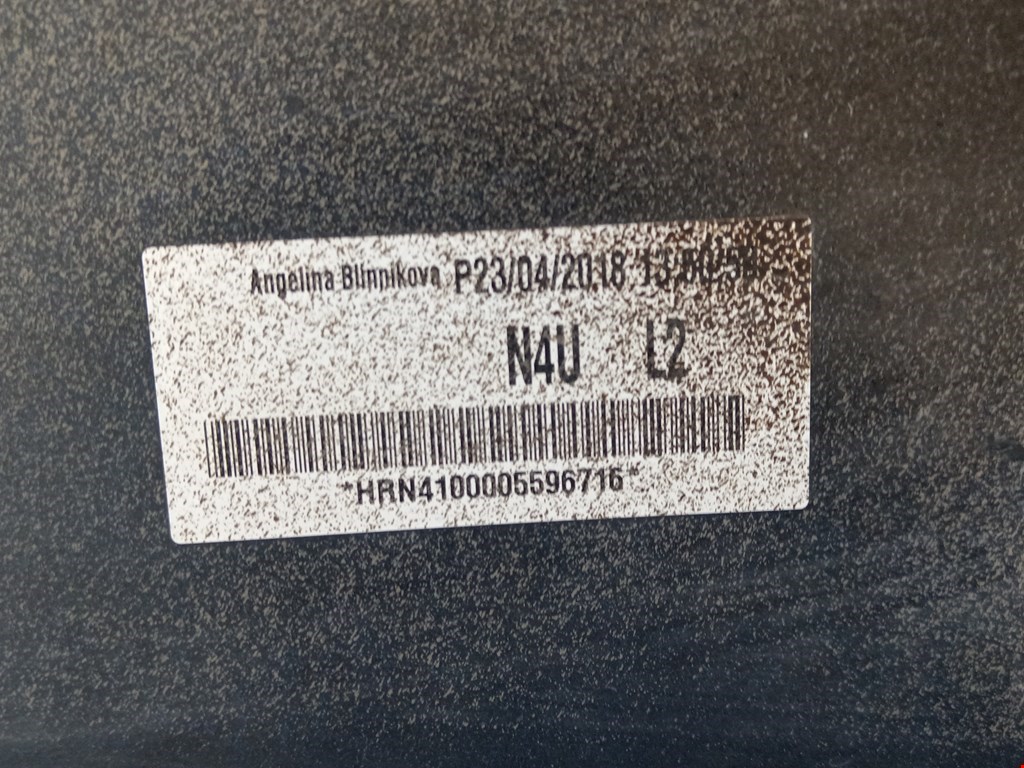 Angelina Blinnikova P23/04/2018
N4U L2
*HRN4100005596716*